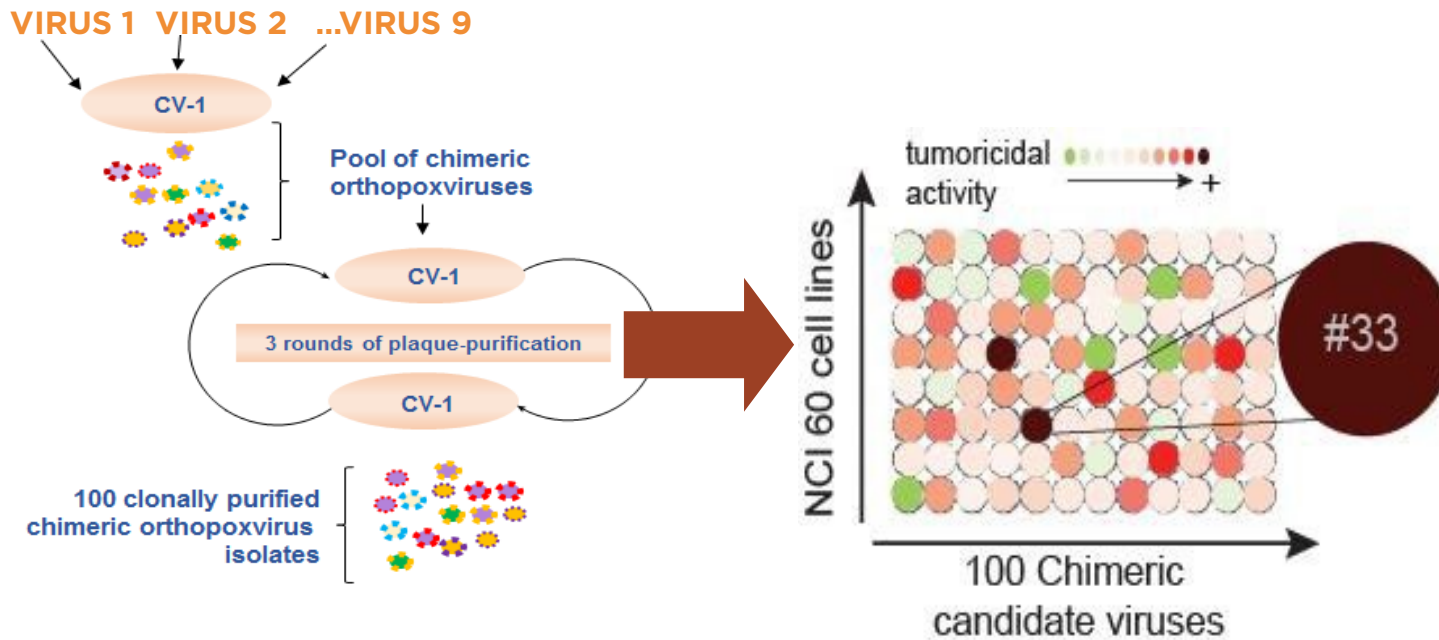 VIRUS 1 VIRUS 2 ...VIRUS 9
CV-1
Pool of chimeric
orthopoxviruses
CV-1
3 rounds of plaque-purification
CV-1
100 clonally purified
chimeric orthopoxvirus
isolates
tumoricidal
activity
+
NCI 60 cell lines
#33
100 Chimeric
candidate viruses